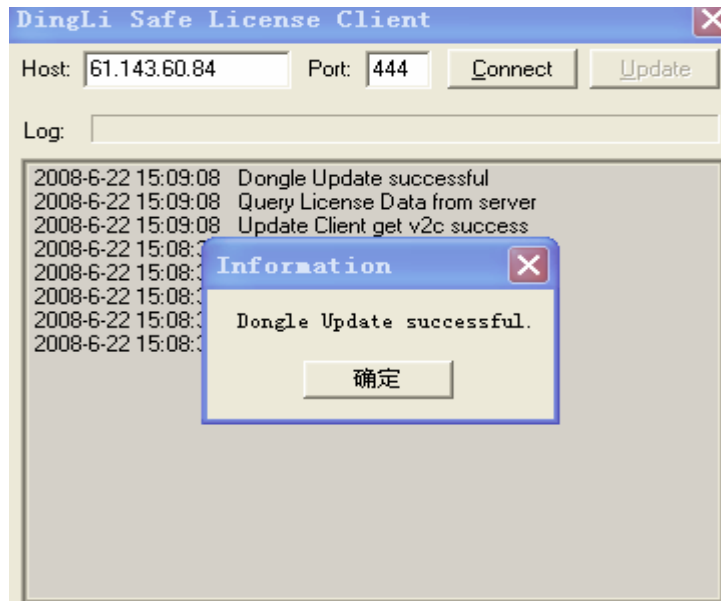 DingLi Safe License Client
Host: 61.143.60.84 Port: 444 Connect Update
Log:
2008-6-22 15:09:08 Dongle Update successful
2008-6-22 15:09:08 Query License Data from server
2008-6-22 15:09:08 Update Client get v2c success
2008-6-22 15:08:
2008-6-22 15:08:
2008-6-22 15:08:
2008-6-22 15:08:
2008-6-22 15:08:
Information
Dongle Update successful.
确定